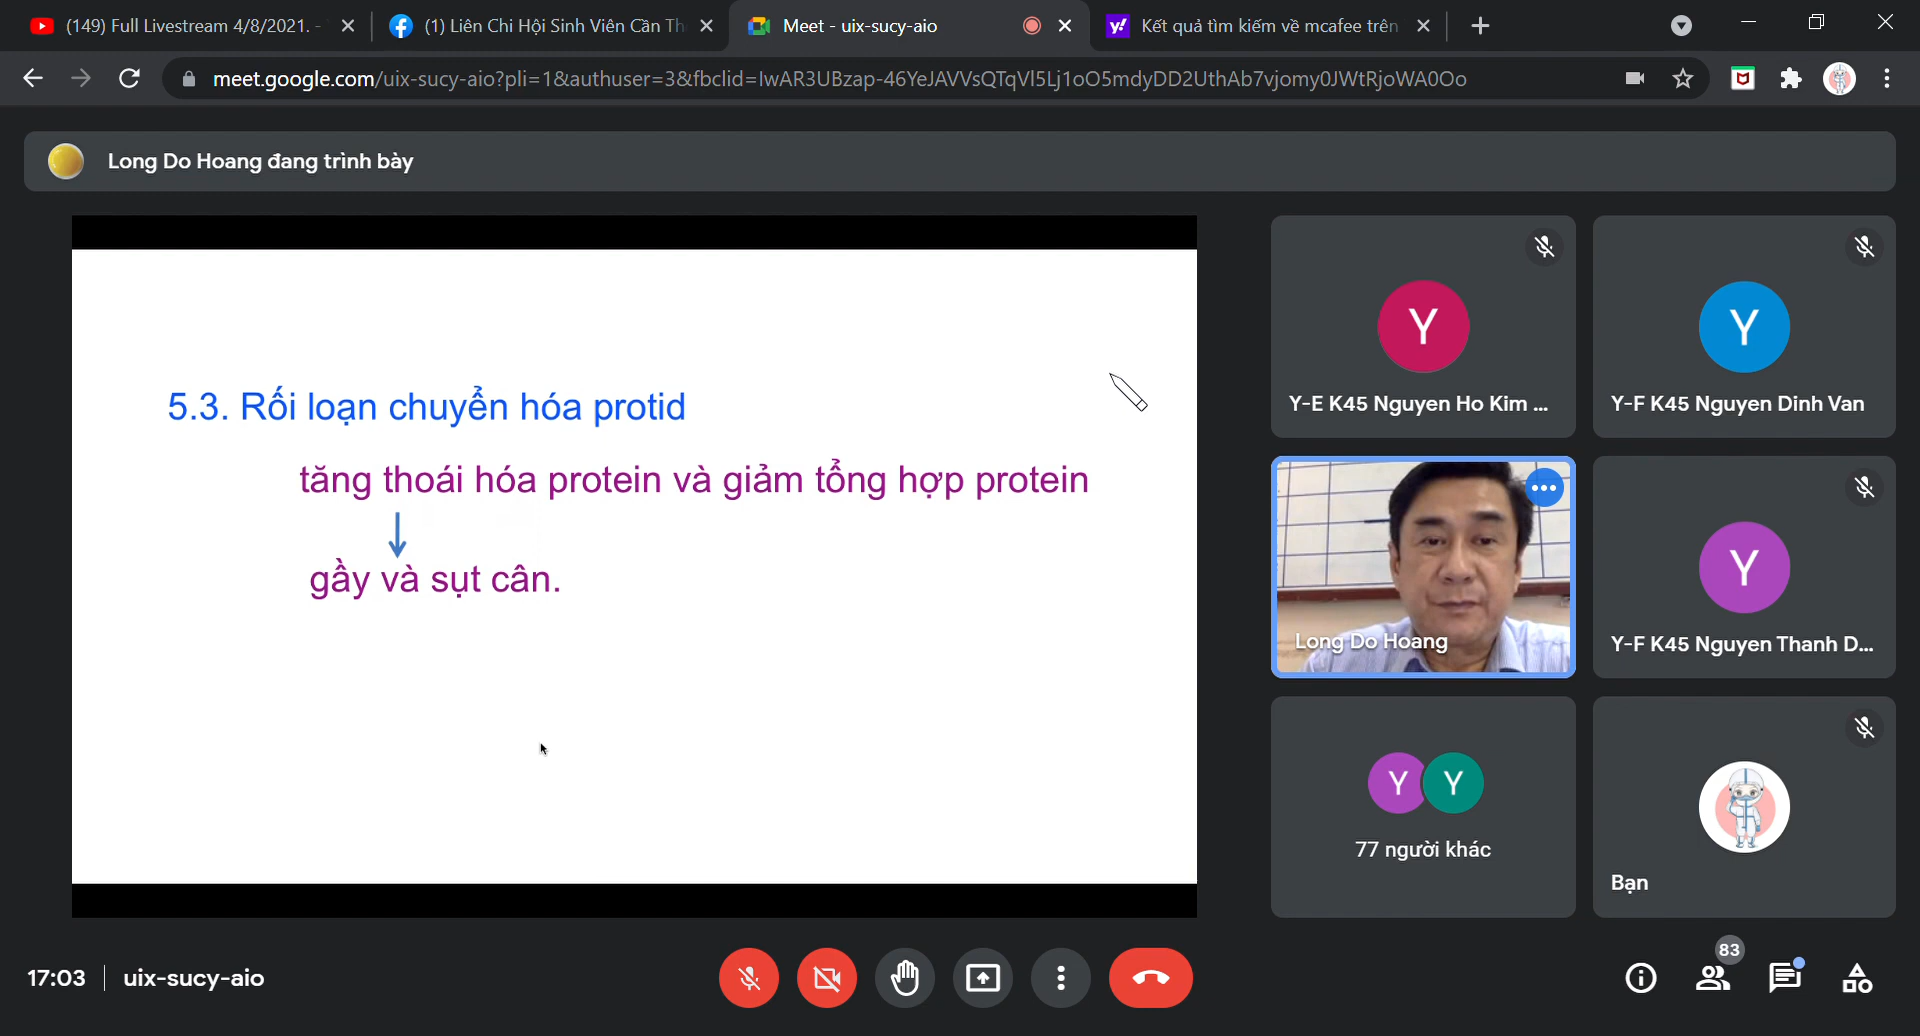 (149) Full Livestream 4/8/2021. -
(1) Liên Chi Hội Sinh Viên Cần Th
Meet - uix-sucy-aio
Kết quả tìm kiếm về mcafee trên
meet.google.com/uix-sucy-aio?pli=1&authuser=3&fbclid=IwAR3UBzap-46YeJAVVsQTqVl5Lj1oO5mdyDD2UthAb7vjomy0JWtRjoWA0Oo
Long Do Hoang đang trình bày
5.3. Rối loạn chuyển hóa protid
tăng thoái hóa protein và giảm tổng hợp protein
gầy và sụt cân.
Y
Y-E K45 Nguyen Ho Kim ...
Y
Y-F K45 Nguyen Dinh Van
Long Do Hoang
Y
Y-F K45 Nguyen Thanh D...
Y Y
77 người khác
Bạn
17:03
uix-sucy-aio
83